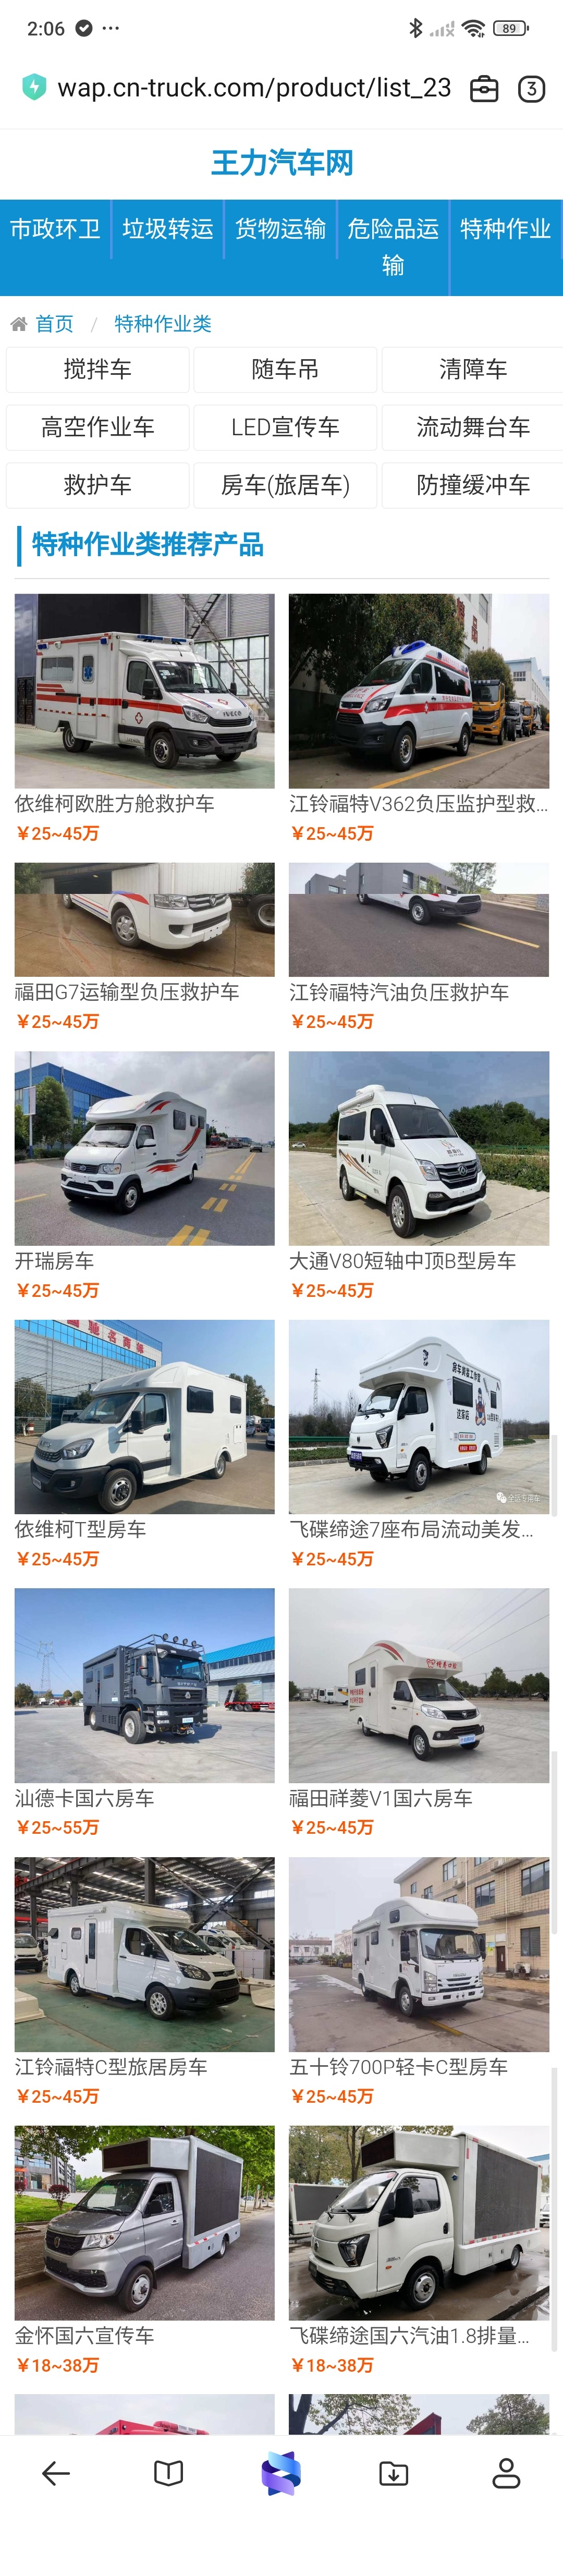 2:06
89
wap.cn-truck.com/product/list_23
3
王力汽车网
市政环卫 垃圾转运 货物运输 危险品运输 特种作业
首页 / 特种作业类
搅拌车 随车吊 清障车
高空作业车 LED宣传车 流动舞台车
救护车 房车(旅居车) 防撞缓冲车
特种作业类推荐产品
IVECO
依维柯欧胜方舱救护车 江铃福特V362负压监护型救...
￥25~45万 ￥25~45万
福田G7运输型负压救护车 江铃福特汽油负压救护车
￥25~45万 ￥25~45万
开瑞房车 大通V80短轴中顶B型房车
￥25~45万 ￥25~45万
驰名商标
依维柯T型房车 飞碟缔途7座布局流动美发...
￥25~45万 ￥25~45万
汕德卡国六房车 福田祥菱V1国六房车
￥25~55万 ￥25~45万
江铃福特C型旅居房车 五十铃700P轻卡C型房车
￥25~45万 ￥25~45万
金怀国六宣传车 飞碟缔途国六汽油1.8排量...
￥18~38万 ￥18~38万